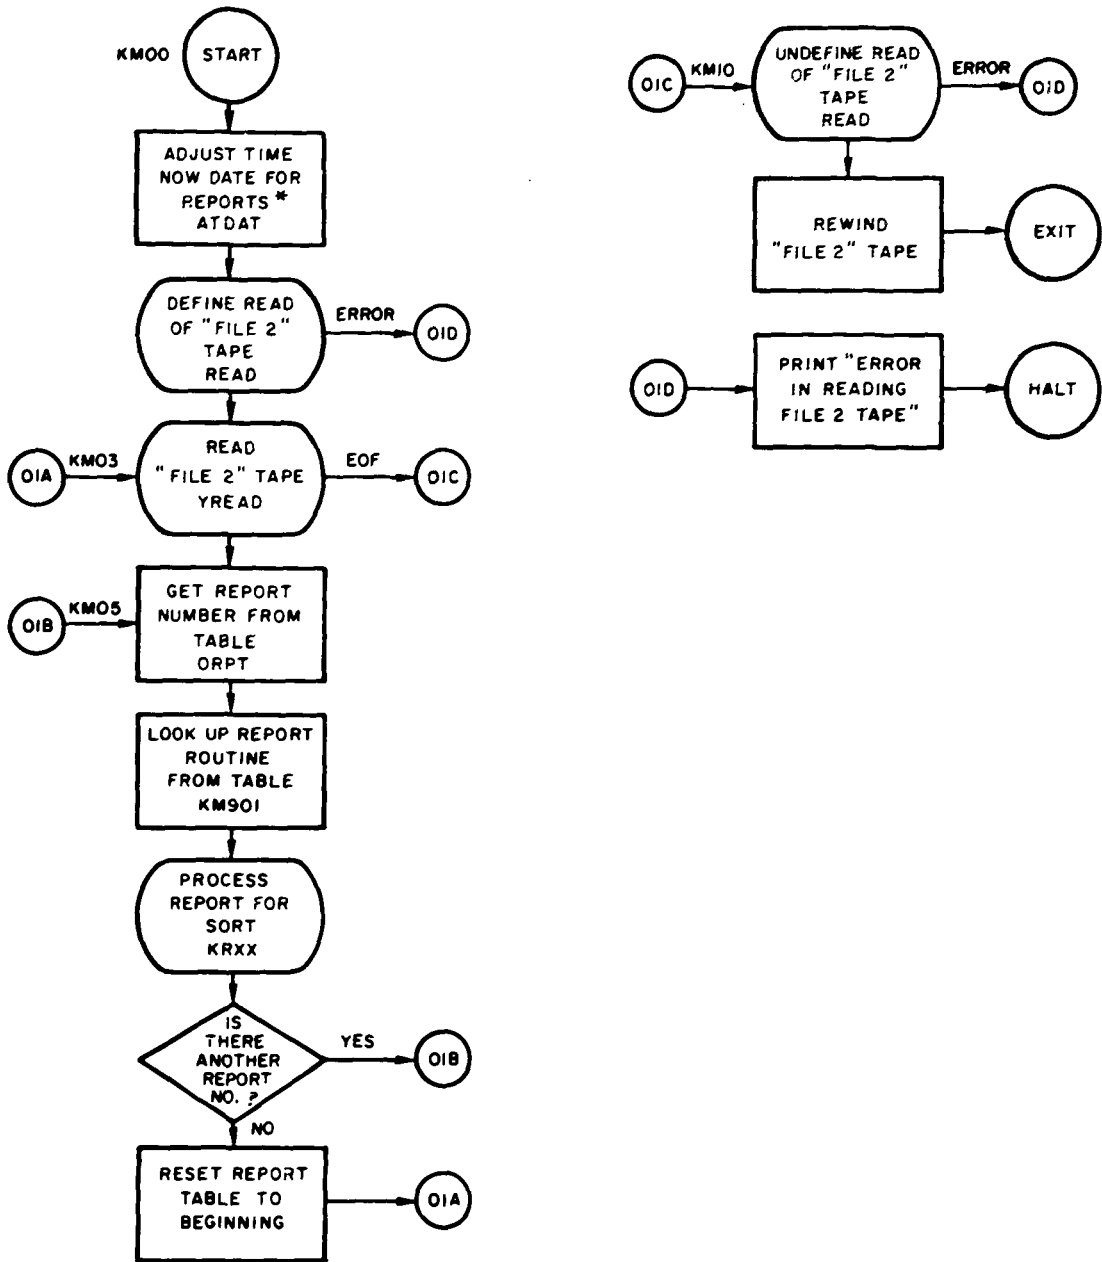 KM00
START
ADJUST TIME
NOW DATE FOR
REPORTS *
ATDAT
DEFINE READ
OF "FILE 2"
TAPE
READ
ERROR
01D
01A
KM03
READ
"FILE 2" TAPE
YREAD
EOF
01C
01B
KM05
GET REPORT
NUMBER FROM
TABLE
ORPT
LOOK UP REPORT
ROUTINE
FROM TABLE
KM901
PROCESS
REPORT FOR
SORT
KRXX
IS
THERE
ANOTHER
REPORT
NO. ?
YES
01B
NO
RESET REPORT
TABLE TO
BEGINNING
01A
01C
KM10
UNDEFINE READ
OF "FILE 2"
TAPE
READ
ERROR
01D
REWIND
"FILE 2" TAPE
EXIT
01D
PRINT "ERROR
IN READING
FILE 2 TAPE"
HALT